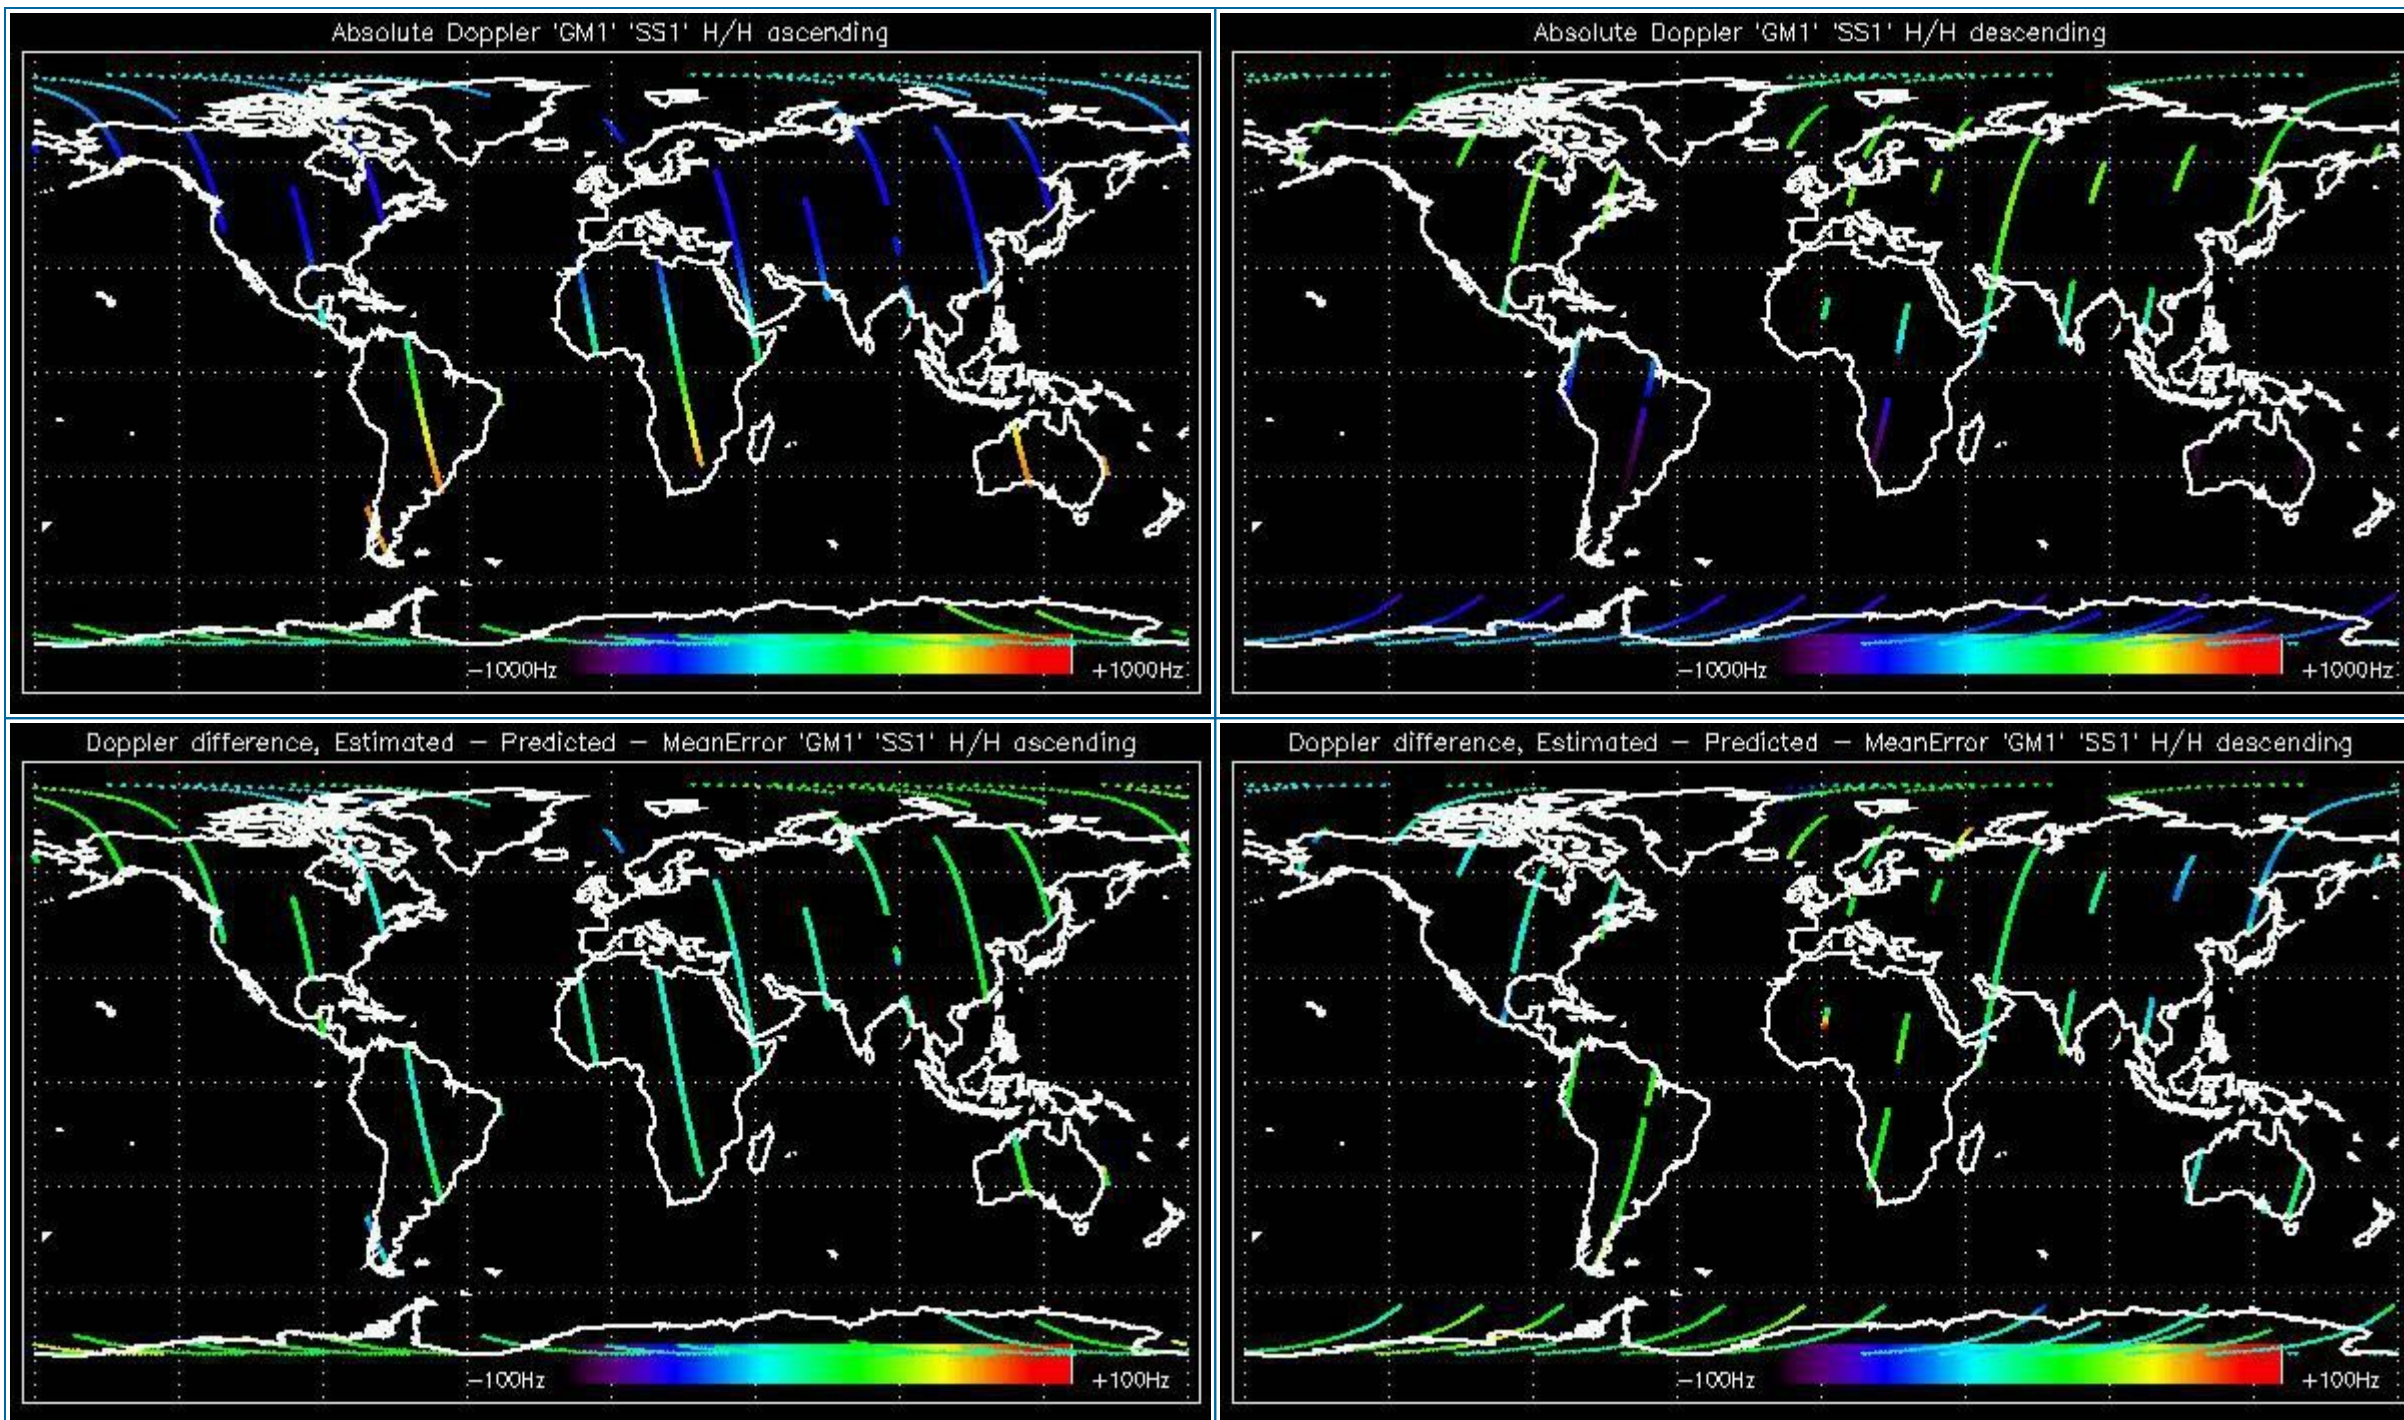 Absolute Doppler 'GM1' 'SS1' H/H ascending
−1000Hz
+1000Hz
Absolute Doppler 'GM1' 'SS1' H/H descending
−1000Hz
+1000Hz
Doppler difference, Estimated − Predicted − MeanError 'GM1' 'SS1' H/H ascending
−100Hz
+100Hz
Doppler difference, Estimated − Predicted − MeanError 'GM1' 'SS1' H/H descending
−100Hz
+100Hz